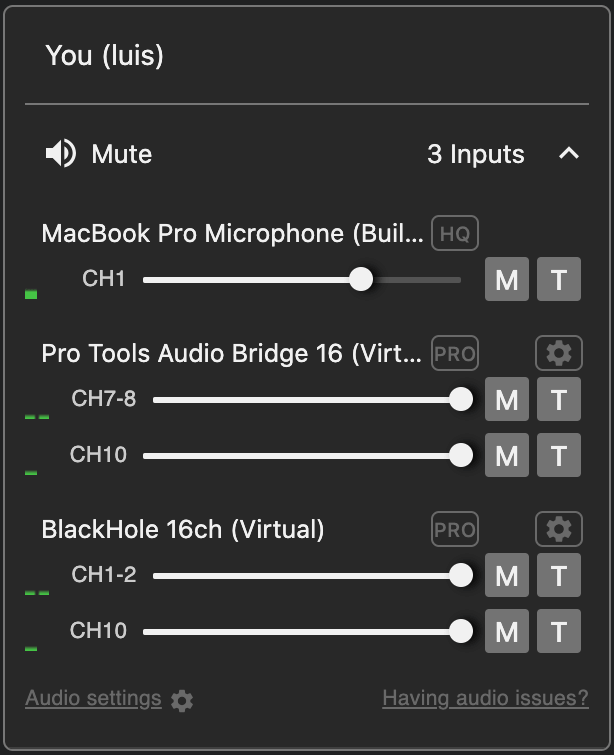 You (luis)
Mute 3 Inputs
MacBook Pro Microphone (Buil... HQ
CH1 M T
Pro Tools Audio Bridge 16 (Virt... PRO
CH7-8 M T
CH10 M T
BlackHole 16ch (Virtual) PRO
CH1-2 M T
CH10 M T
Audio settings Having audio issues?